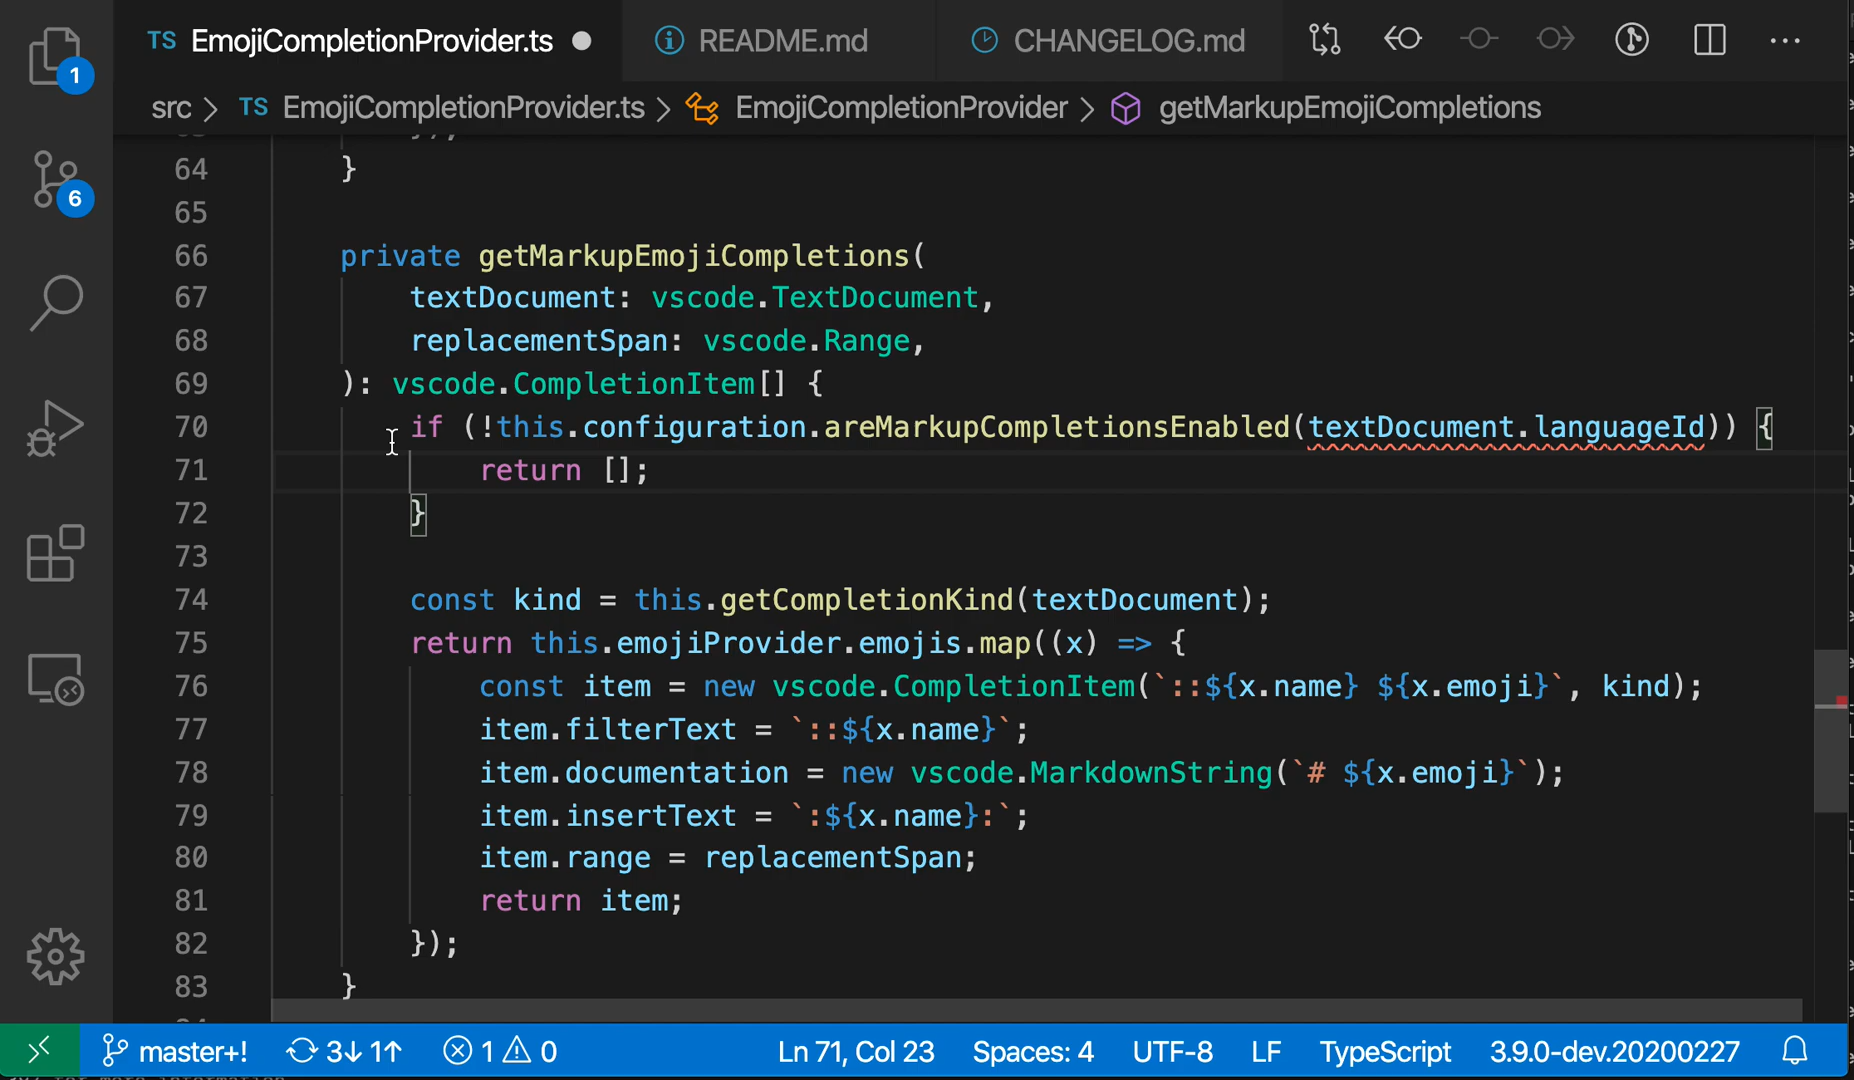 1
TS EmojiCompletionProvider.ts README.md CHANGELOG.md
src > TS EmojiCompletionProvider.ts > EmojiCompletionProvider > getMarkupEmojiCompletions
6
64 }
65
66 private getMarkupEmojiCompletions(
67 textDocument: vscode.TextDocument,
68 replacementSpan: vscode.Range,
69 ): vscode.CompletionItem[] {
70 if (!this.configuration.areMarkupCompletionsEnabled(textDocument.languageId)) {
71 return [];
72 }
73
74 const kind = this.getCompletionKind(textDocument);
75 return this.emojiProvider.emojis.map((x) => {
76 const item = new vscode.CompletionItem(`::${x.name} ${x.emoji}`, kind);
77 item.filterText = `::${x.name}`;
78 item.documentation = new vscode.MarkdownString(`# ${x.emoji}`);
79 item.insertText = `:${x.name}:`;
80 item.range = replacementSpan;
81 return item;
82 });
83 }
master+! 3↓ 1↑ 1 0 Ln 71, Col 23 Spaces: 4 UTF-8 LF TypeScript 3.9.0-dev.20200227